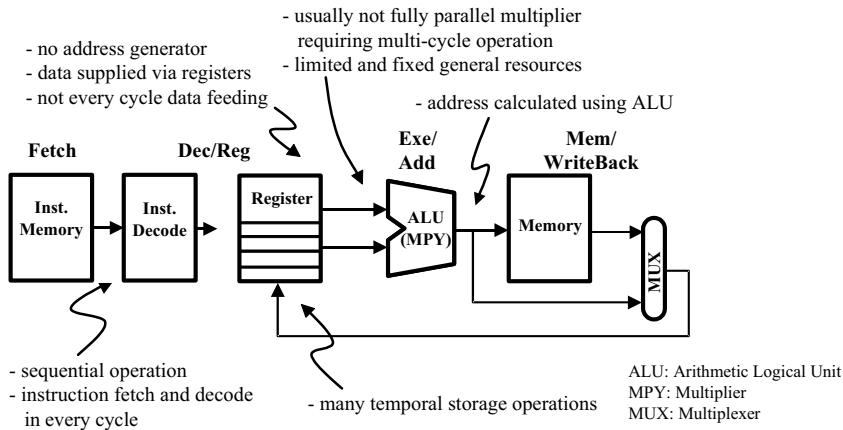 - usually not fully parallel multiplier
requiring multi-cycle operation
- limited and fixed general resources
- no address generator
- data supplied via registers
- not every cycle data feeding
- address calculated using ALU
Fetch
Dec/Reg
Exe/
Add
Mem/
WriteBack
Inst.
Memory
Inst.
Decode
Register
ALU
(MPY)
Memory
MUX
- sequential operation
- instruction fetch and decode
in every cycle
- many temporal storage operations
ALU: Arithmetic Logical Unit
MPY: Multiplier
MUX: Multiplexer